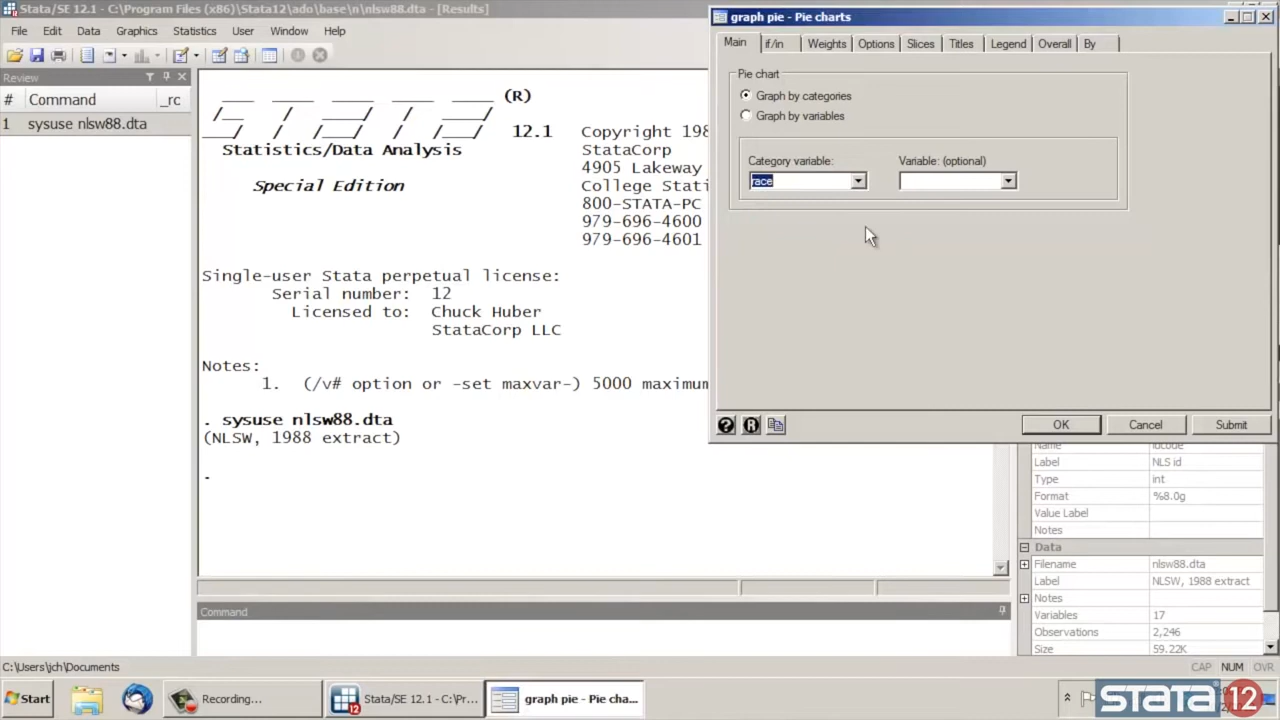 Stata/SE 12.1 - C:\Program Files (x86)\Stata12\ado\base\n\nlsw88.dta - [Results]
File Edit Data Graphics Statistics User Window Help
Review
# Command _rc
1 sysuse nlsw88.dta
(R)
STATA
12.1 Copyright 198
Statistics/Data Analysis StataCorp
4905 Lakeway
Special Edition College Stati
800-STATA-PC
979-696-4600
979-696-4601
Single-user Stata perpetual license:
Serial number: 12
Licensed to: Chuck Huber
StataCorp LLC
Notes:
1. (/v# option or -set maxvar-) 5000 maximum
. sysuse nlsw88.dta
(NLSW, 1988 extract)
.
Command
graph pie - Pie charts
Main if/in Weights Options Slices Titles Legend Overall By
Pie chart
Graph by categories
Graph by variables
Category variable: Variable: (optional)
race
OK Cancel Submit
Name idcode
Label NLS id
Type int
Format %8.0g
Value Label
Notes
Data
Filename nlsw88.dta
Label NLSW, 1988 extract
Notes
Variables 17
Observations 2,246
Size 59.22K
C:\Users\jch\Documents CAP NUM OVR
Start Recording... Stata/SE 12.1 - C:\Pr... graph pie - Pie cha...
STATA 12